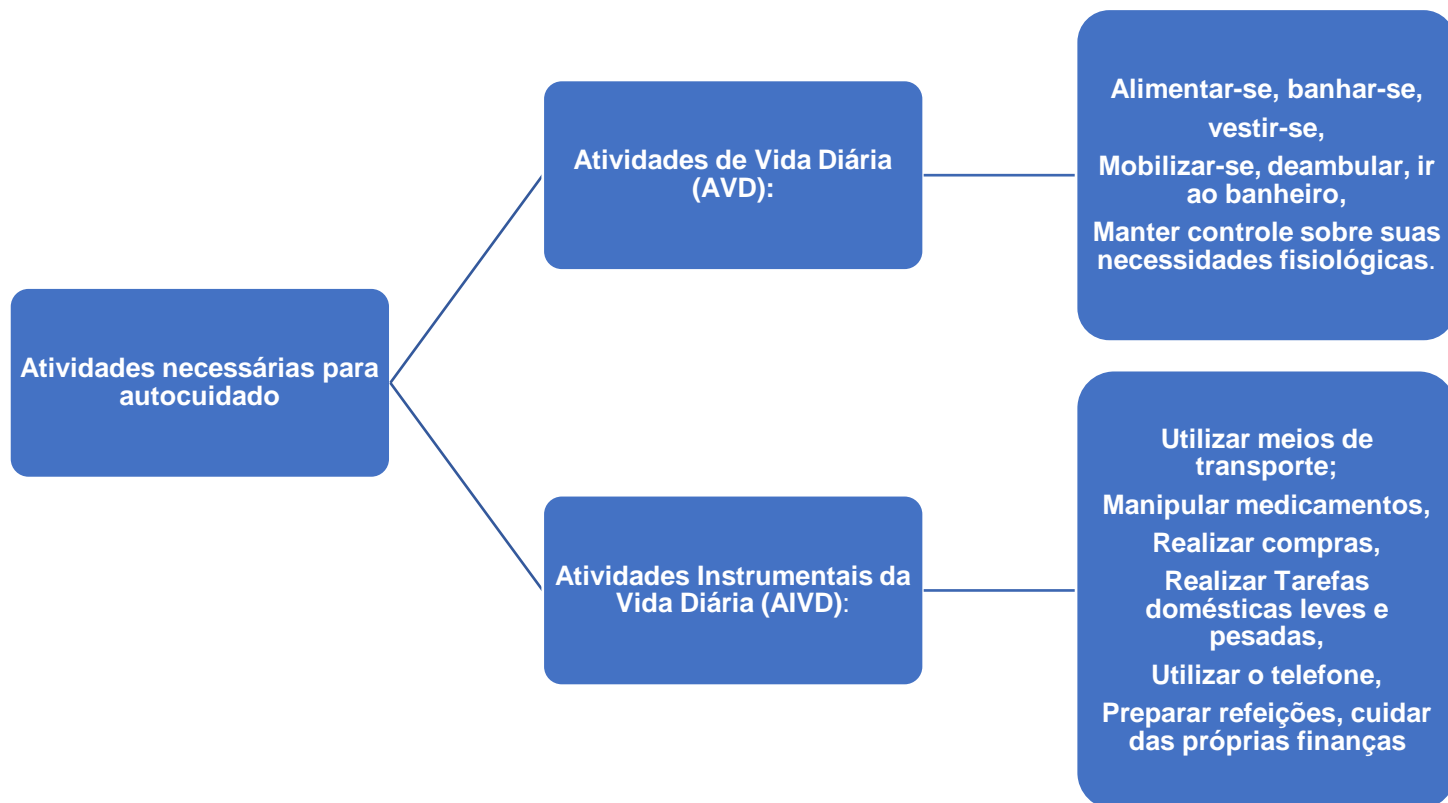 Atividades necessárias para
autocuidado
Atividades de Vida Diária
(AVD):
Alimentar-se, banhar-se,
vestir-se,
Mobilizar-se, deambular, ir
ao banheiro,
Manter controle sobre suas
necessidades fisiológicas.
Atividades Instrumentais da
Vida Diária (AIVD):
Utilizar meios de
transporte;
Manipular medicamentos,
Realizar compras,
Realizar Tarefas
domésticas leves e
pesadas,
Utilizar o telefone,
Preparar refeições, cuidar
das próprias finanças